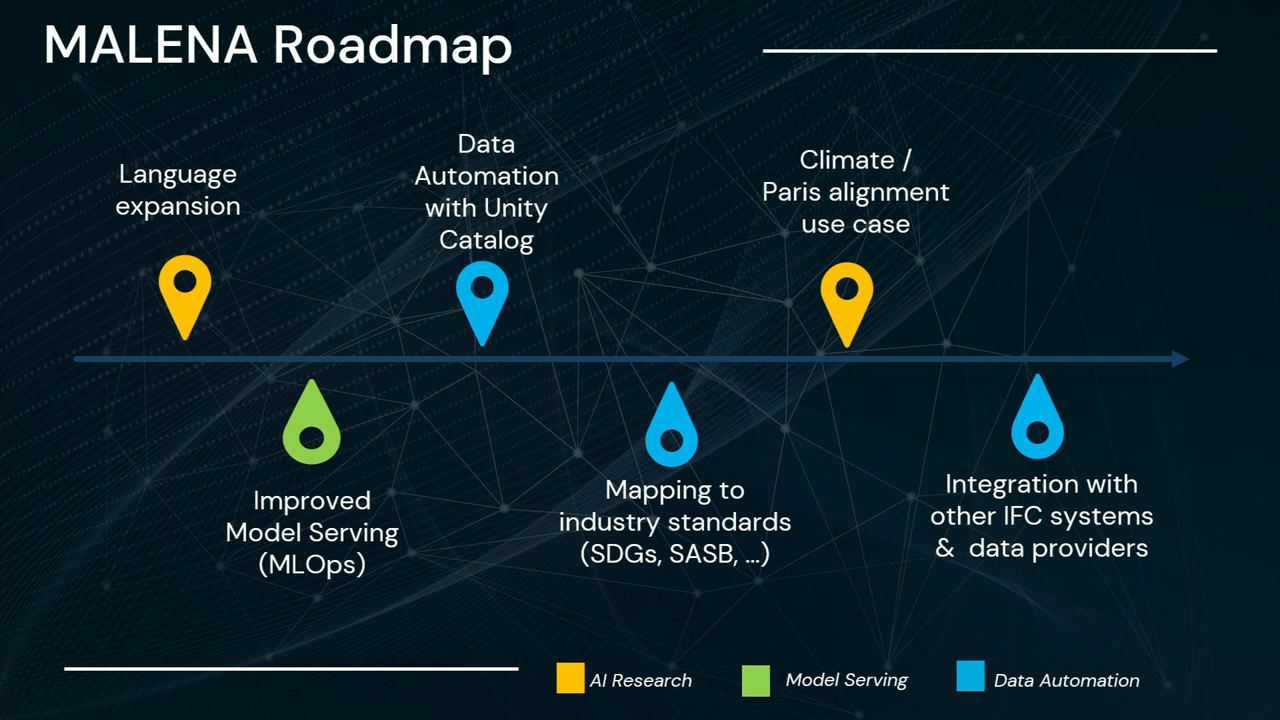 MALENA Roadmap
Language
expansion
Data
Automation
with Unity
Catalog
Climate /
Paris alignment
use case
Improved
Model Serving
(MLOps)
Mapping to
industry standards
(SDGs, SASB, ...)
Integration with
other IFC systems
& data providers
AI Research
Model Serving
Data Automation